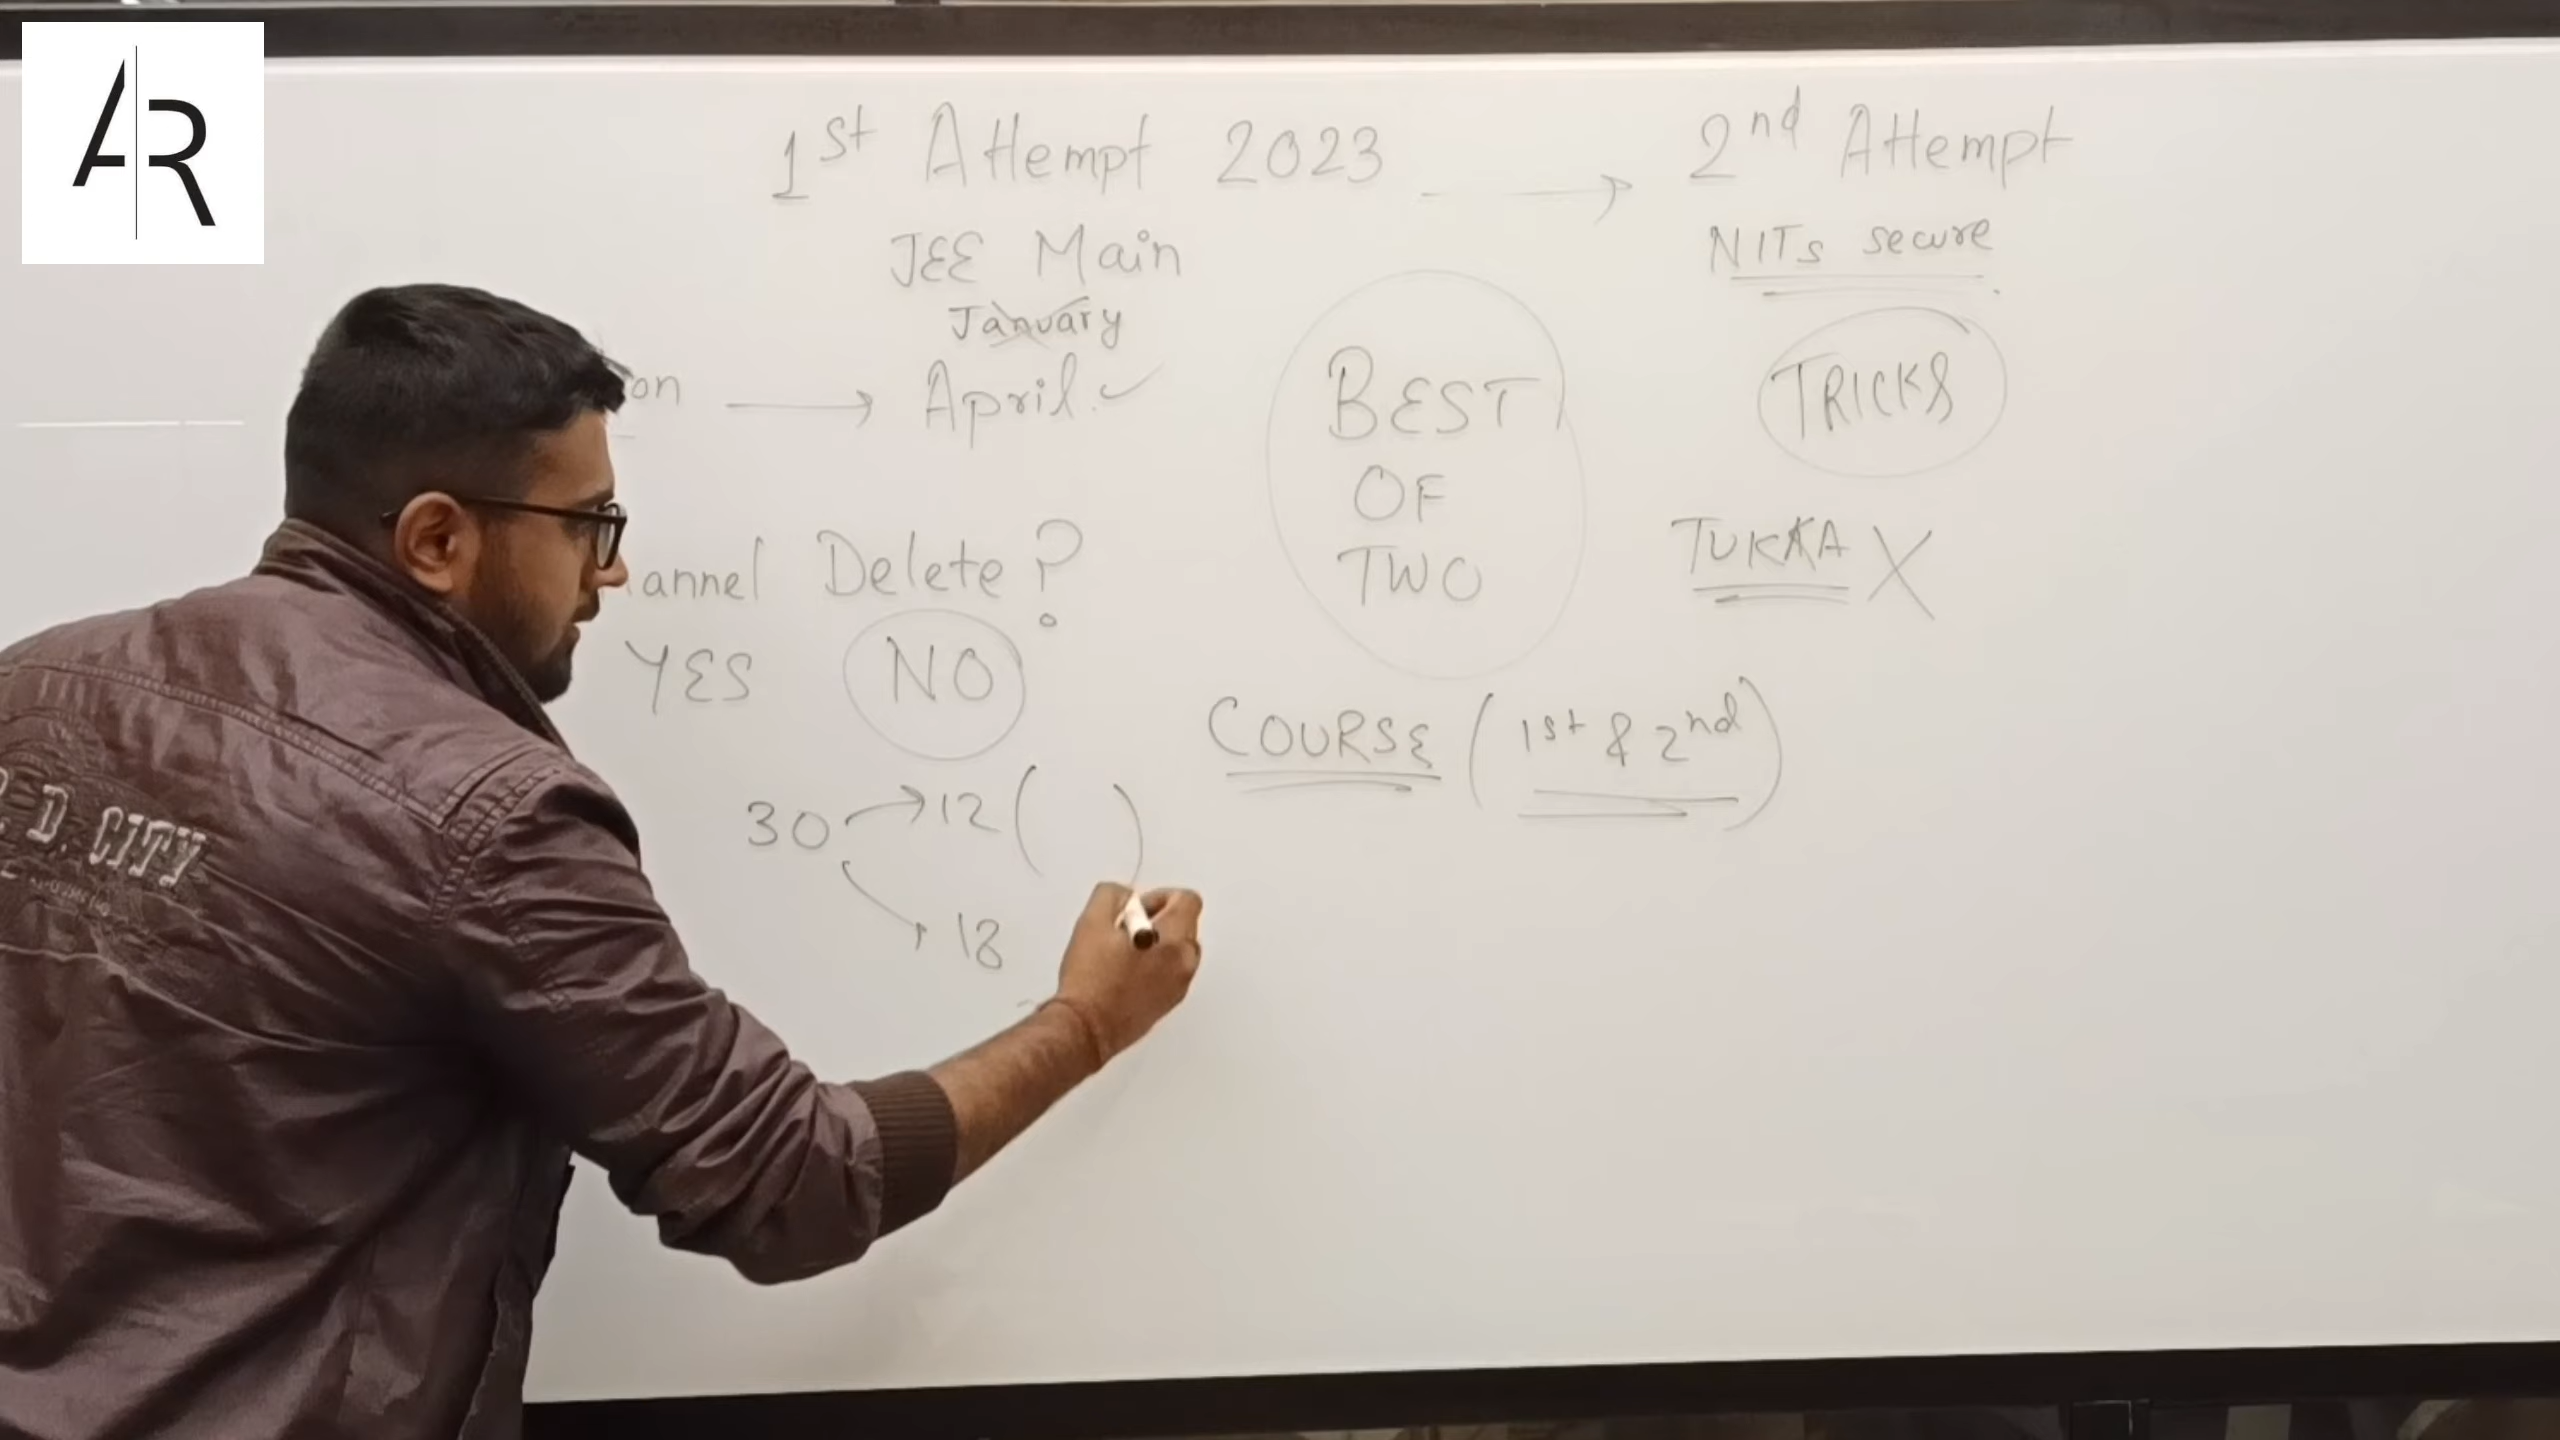 AR
1st Attempt 2023 → 2nd Attempt
JEE Main
NITs secure
January
on → April ✓
BEST
OF
TWO
TRICKS
TUKKA X
annel Delete?
YES NO
COURSE (1st & 2nd)
30 → 12 ( )
→ 18
D. CITY